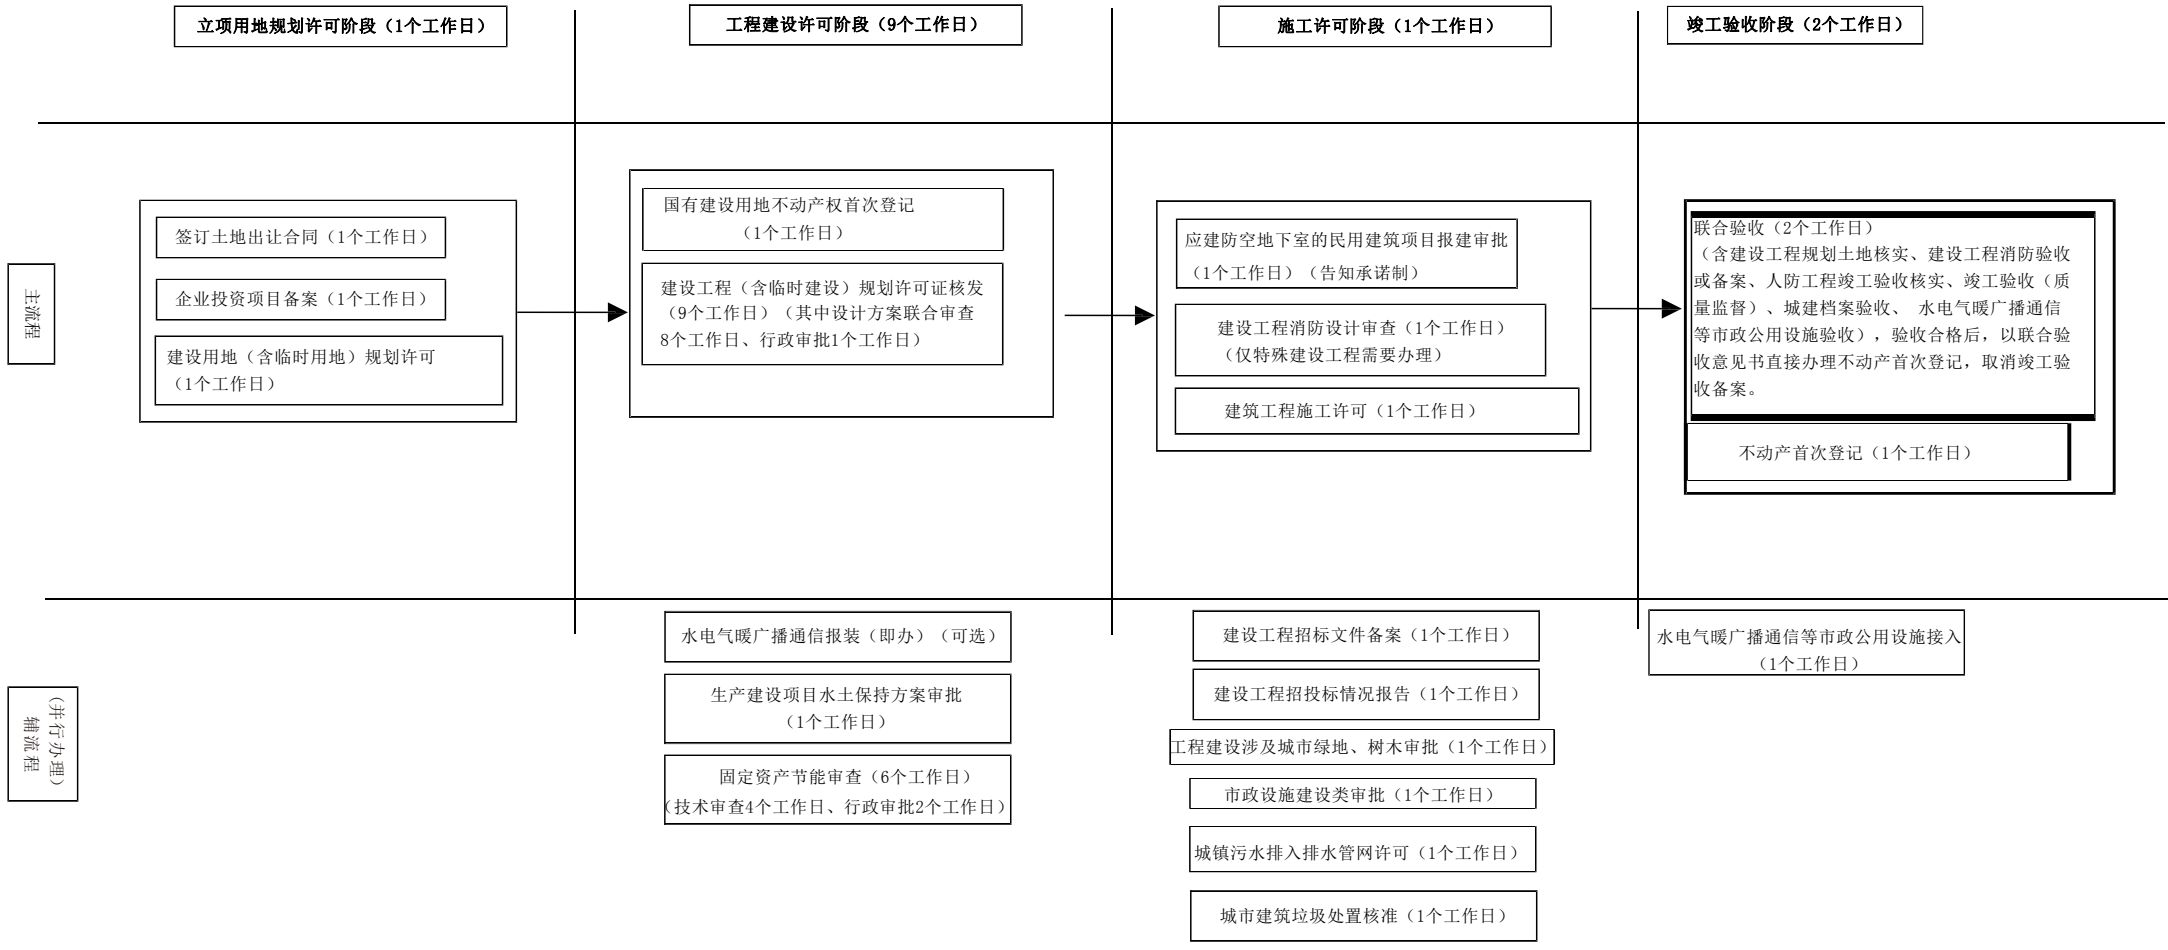 立项用地规划许可阶段（1个工作日）
工程建设许可阶段（9个工作日）
施工许可阶段（1个工作日）
竣工验收阶段（2个工作日）
主流程
签订土地出让合同（1个工作日）
企业投资项目备案（1个工作日）
建设用地（含临时用地）规划许可
（1个工作日）
国有建设用地不动产权首次登记
（1个工作日）
建设工程（含临时建设）规划许可证核发
（9个工作日）（其中设计方案联合审查
8个工作日、行政审批1个工作日）
应建防空地下室的民用建筑项目报建审批
（1个工作日）（告知承诺制）
建设工程消防设计审查（1个工作日）
（仅特殊建设工程需要办理）
建筑工程施工许可（1个工作日）
联合验收（2个工作日）
（含建设工程规划土地核实、建设工程消防验收
或备案、人防工程竣工验收核实、竣工验收（质
量监督）、城建档案验收、 水电气暖广播通信
等市政公用设施验收），验收合格后，以联合验
收意见书直接办理不动产首次登记，取消竣工验
收备案。
不动产首次登记（1个工作日）
（并行办理）
辅流程
水电气暖广播通信报装（即办）（可选）
生产建设项目水土保持方案审批
（1个工作日）
固定资产节能审查（6个工作日）
（技术审查4个工作日、行政审批2个工作日）
建设工程招标文件备案（1个工作日）
建设工程招投标情况报告（1个工作日）
工程建设涉及城市绿地、树木审批（1个工作日）
市政设施建设类审批（1个工作日）
城镇污水排入排水管网许可（1个工作日）
城市建筑垃圾处置核准（1个工作日）
水电气暖广播通信等市政公用设施接入
（1个工作日）